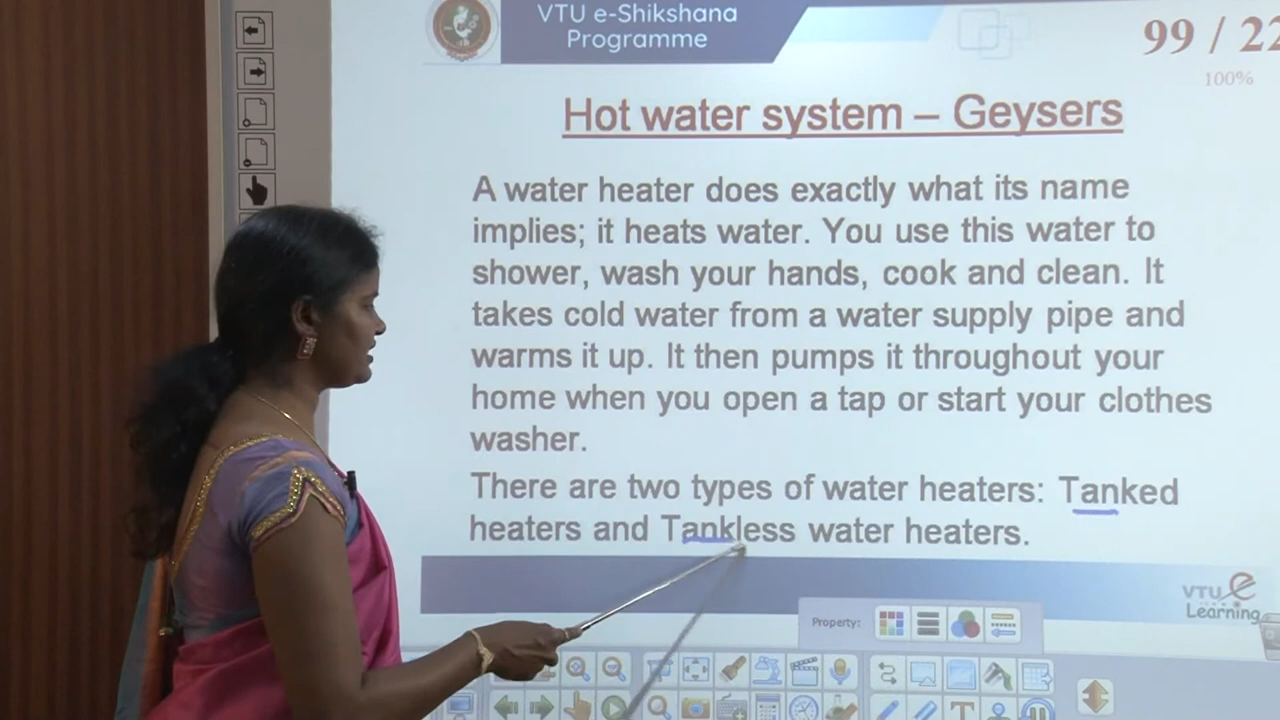 VTU e-Shikshana
Programme
99 / 22
100%
Hot water system – Geysers
A water heater does exactly what its name
implies; it heats water. You use this water to
shower, wash your hands, cook and clean. It
takes cold water from a water supply pipe and
warms it up. It then pumps it throughout your
home when you open a tap or start your clothes
washer.
There are two types of water heaters: Tanked
heaters and Tankless water heaters.
VTU e
Learning
Property: